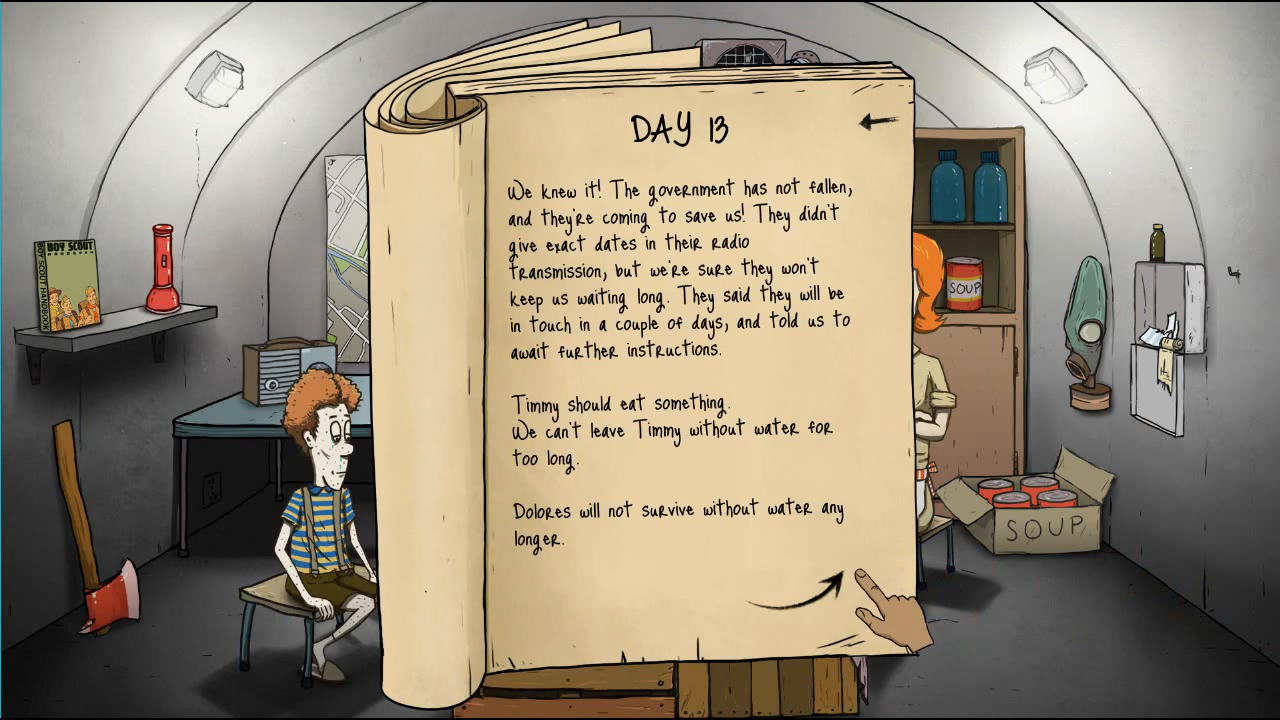 DAY 13
We knew it! The government has not fallen,
and they're coming to save us! They didn't
give exact dates in their radio
transmission, but we're sure they won't
keep us waiting long. They said they will be
in touch in a couple of days, and told us to
await further instructions.
Timmy should eat something.
We can't leave Timmy without water for
too long.
Dolores will not survive without water any
longer.
BOY SCOUT
BOY SCOUT HANDBOOK
SOUP
SOUP